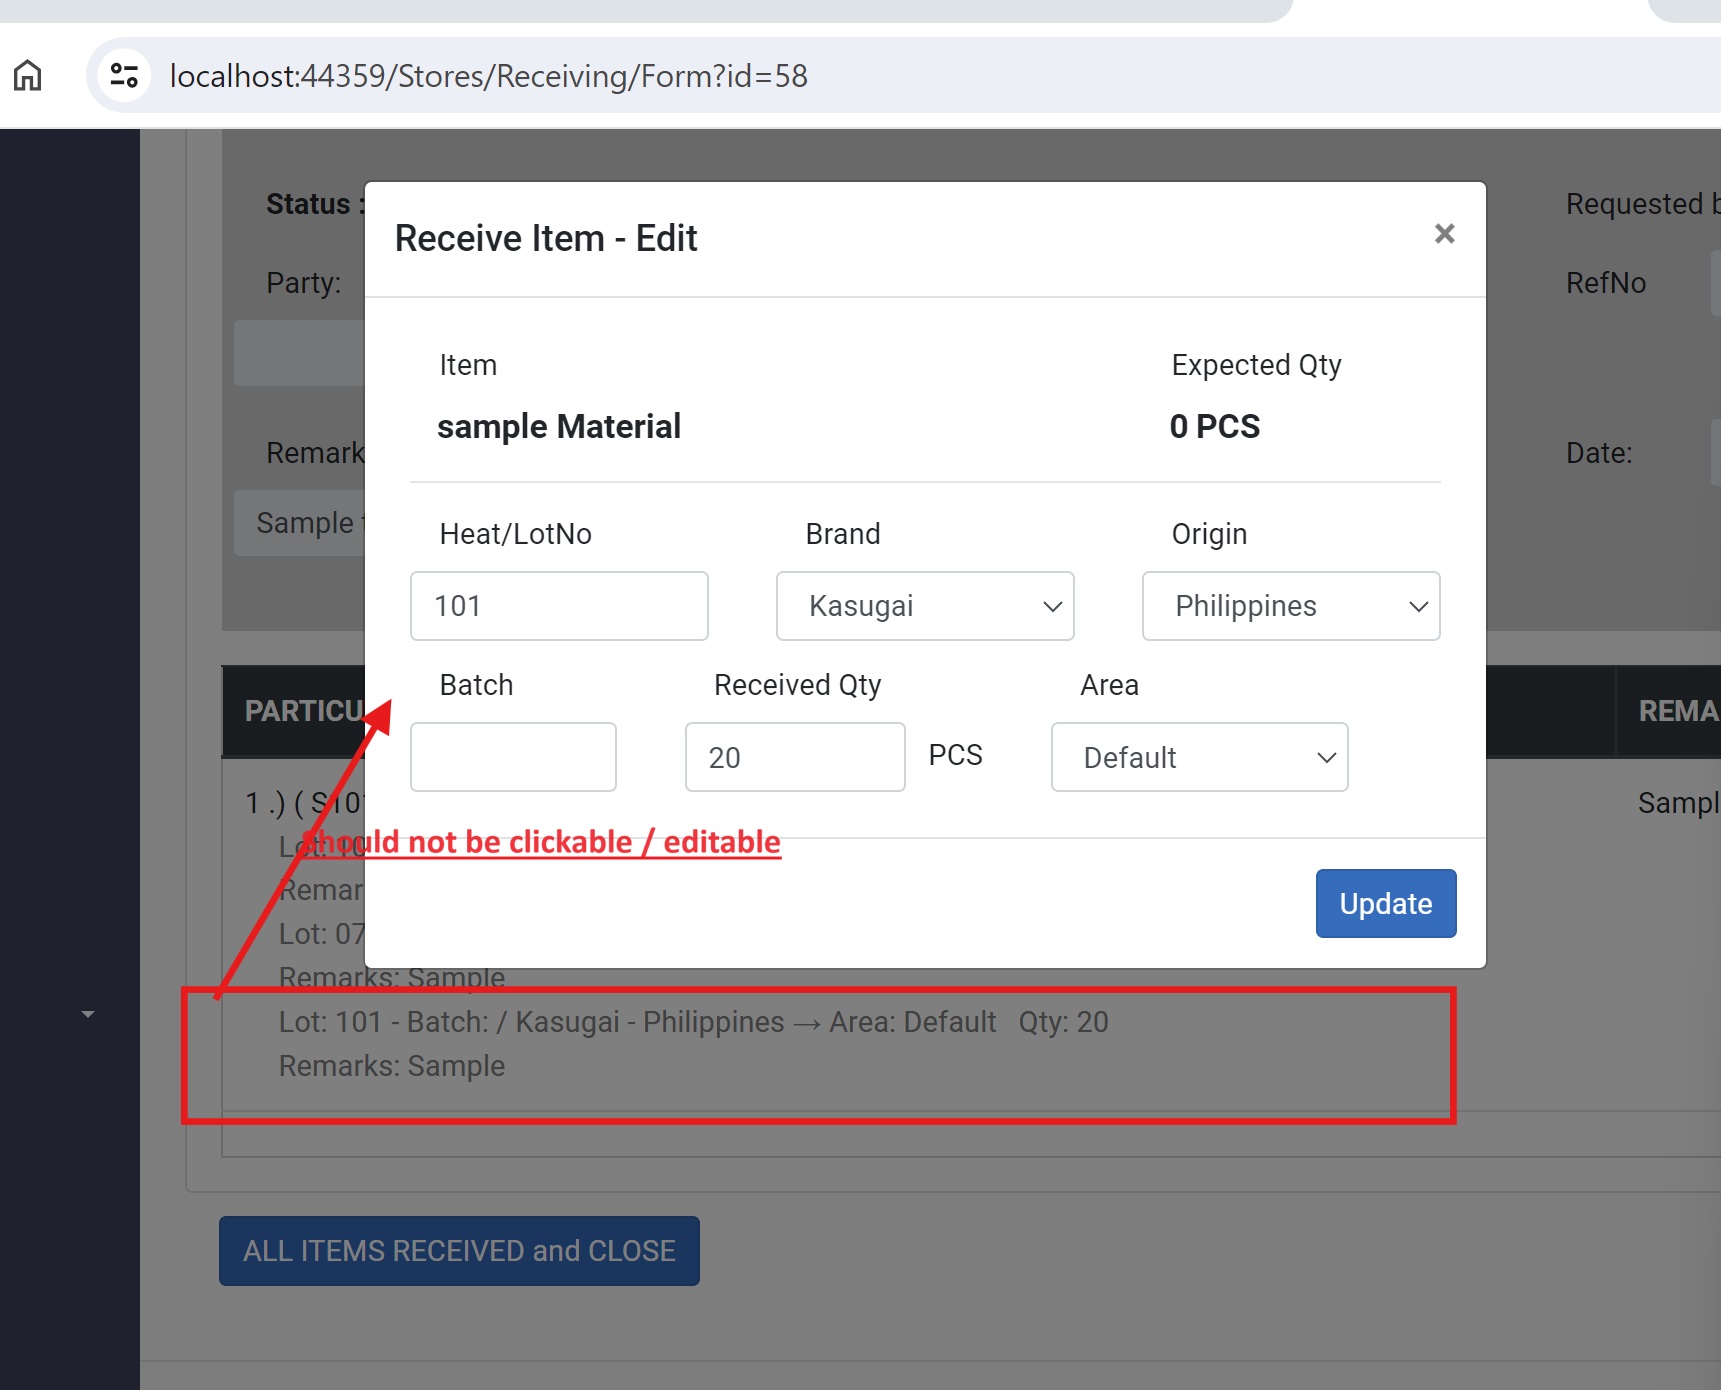 localhost:44359/Stores/Receiving/Form?id=58
Status :
Requested b
Receive Item - Edit
×
Party:
RefNo
Item
Expected Qty
sample Material
0 PCS
Remark
Date:
Sample
Heat/LotNo
Brand
Origin
101
Kasugai
Philippines
Batch
Received Qty
Area
PARTICU
REMA
20
PCS
Default
1 .) ( S101
Sampl
Should not be clickable / editable
Lot: 10
Remar
Update
Lot: 07
Remarks: Sample
Lot: 101 - Batch: / Kasugai - Philippines → Area: Default Qty: 20
Remarks: Sample
ALL ITEMS RECEIVED and CLOSE